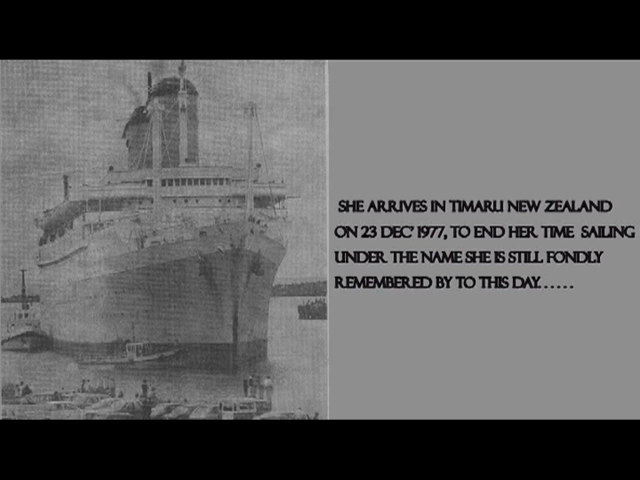 SHE ARRIVES IN TIMARU NEW ZEALAND
ON 23 DEC' 1977, TO END HER TIME SAILING
UNDER THE NAME SHE IS STILL FONDLY
REMEMBERED BY TO THIS DAY......